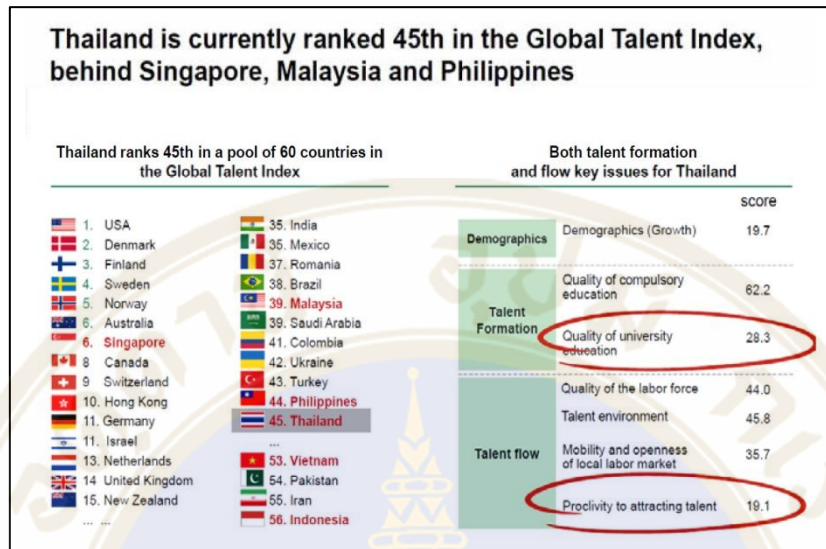 Thailand is currently ranked 45th in the Global Talent Index,
behind Singapore, Malaysia and Philippines
Thailand ranks 45th in a pool of 60 countries in
the Global Talent Index
1. USA
2. Denmark
3. Finland
4. Sweden
5. Norway
6. Australia
6. Singapore
8 Canada
9 Switzerland
10. Hong Kong
11. Germany
11. Israel
13. Netherlands
14 United Kingdom
15. New Zealand
... ...
35. India
35. Mexico
37. Romania
38. Brazil
39. Malaysia
39. Saudi Arabia
41. Colombia
42. Ukraine
43. Turkey
44. Philippines
45. Thailand
...
53. Vietnam
54. Pakistan
55. Iran
56. Indonesia
Both talent formation
and flow key issues for Thailand
score
Demographics
Demographics (Growth) 19.7
Talent
Formation
Quality of compulsory
education 62.2
Quality of university
education 28.3
Talent flow
Quality of the labor force 44.0
Talent environment 45.8
Mobility and openness
of local labor market 35.7
Proclivity to attracting talent 19.1